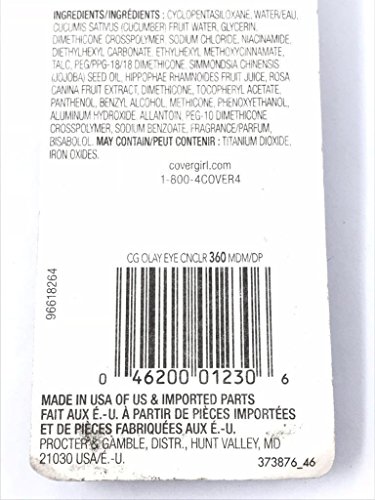 INGREDIENTS/INGRÉDIENTS: CYCLOPENTASILOXANE, WATER/EAU,
CUCUMIS SATIVUS (CUCUMBER) FRUIT WATER, GLYCERIN,
DIMETHICONE CROSSPOLYMER, SODIUM CHLORIDE, NIACINAMIDE,
DIETHYLHEXYL CARBONATE, ETHYLHEXYL METHOXYCINNAMATE,
TALC, PEG/PPG-18/18 DIMETHICONE, SIMMONDSIA CHINENSIS
(JOJOBA) SEED OIL, HIPPOPHAE RHAMNOIDES FRUIT JUICE, ROSA
CANINA FRUIT EXTRACT, DIMETHICONE, TOCOPHERYL ACETATE,
PANTHENOL, BENZYL ALCOHOL, METHICONE, PHENOXYETHANOL,
ALUMINUM HYDROXIDE, ALLANTOIN, PEG-10 DIMETHICONE
CROSSPOLYMER, SODIUM BENZOATE, FRAGRANCE/PARFUM,
BISABOLOL. MAY CONTAIN/PEUT CONTENIR : TITANIUM DIOXIDE,
IRON OXIDES.
covergirl.com
1-800-4COVER4
CG OLAY EYE CNCLR 360 MDM/DP
96618264
0 46200 01230 6
MADE IN USA OF US & IMPORTED PARTS
FAIT AUX É.-U. À PARTIR DE PIÈCES IMPORTÉES
ET DE PIÈCES FABRIQUÉES AUX É.-U.
PROCTER & GAMBLE, DISTR., HUNT VALLEY, MD
21030 USA/É.-U.
373876_46